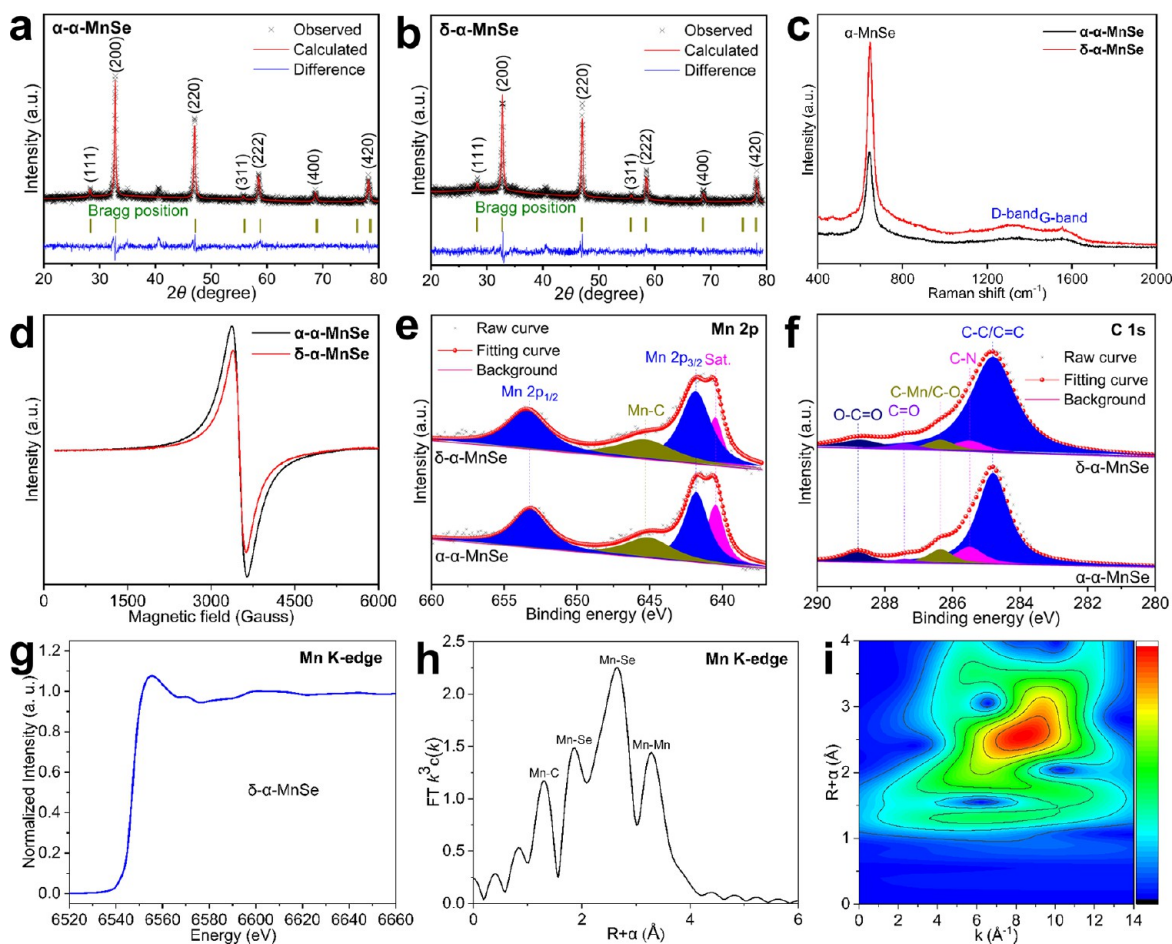 a
α-α-MnSe
Observed
Calculated
Difference
(111)
(200)
(220)
(311)
(222)
(400)
(420)
Bragg position
Intensity (a.u.)
20 30 40 50 60 70 80
2θ (degree)
b
δ-α-MnSe
Observed
Calculated
Difference
(111)
(200)
(220)
(311)
(222)
(400)
(420)
Bragg position
Intensity (a.u.)
20 30 40 50 60 70 80
2θ (degree)
c
α-MnSe
α-α-MnSe
δ-α-MnSe
D-band
G-band
Intensity (a.u.)
400 800 1200 1600 2000
Raman shift (cm⁻¹)
d
α-α-MnSe
δ-α-MnSe
Intensity (a.u.)
0 1500 3000 4500 6000
Magnetic field (Gauss)
e
Raw curve
Fitting curve
Background
Mn 2p
Mn 2p3/2
Sat.
Mn 2p1/2
Mn-C
δ-α-MnSe
α-α-MnSe
Intensity (a.u.)
660 655 650 645 640
Binding energy (eV)
f
C 1s
C-C/C=C
Raw curve
Fitting curve
Background
C-N
C-Mn/C-O
O-C=O
C=O
δ-α-MnSe
α-α-MnSe
Intensity (a.u.)
290 288 286 284 282 280
Binding energy (eV)
g
Mn K-edge
δ-α-MnSe
Normalized Intensity (a. u.)
1.2
1.0
0.8
0.6
0.4
0.2
0.0
6520 6540 6560 6580 6600 6620 6640 6660
Energy (eV)
h
Mn K-edge
Mn-C
Mn-Se
Mn-Se
Mn-Mn
FT k³c(k)
2.5
2.0
1.5
1.0
0.5
0.0
0 2 4 6
R+α (Å)
i
R+α (Å)
4
3
2
1
0
0 2 4 6 8 10 12 14
k (Å⁻¹)